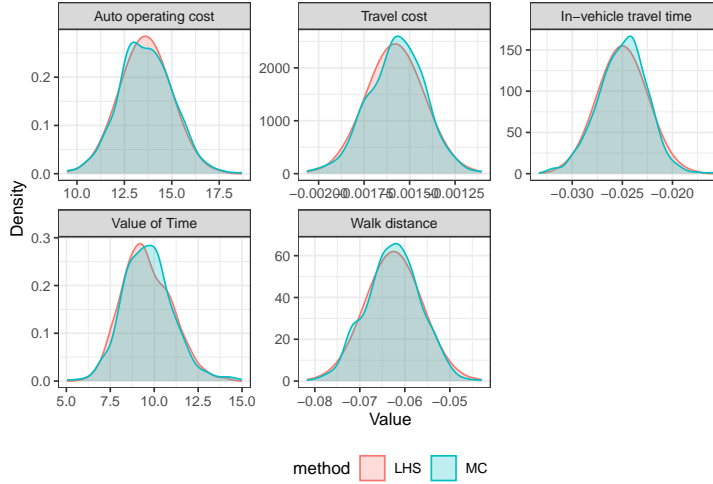 Auto operating cost
Travel cost
In-vehicle travel time
0.2
0.1
0.0
2000
1000
0
150
100
50
0
10.0 12.5 15.0 17.5
−0.00200 −0.00175 −0.00150 −0.00125
−0.030 −0.025 −0.020
Density
Value of Time
Walk distance
0.3
0.2
0.1
0.0
60
40
20
0
5.0 7.5 10.0 12.5 15.0
−0.08 −0.07 −0.06 −0.05
Value
method LHS MC